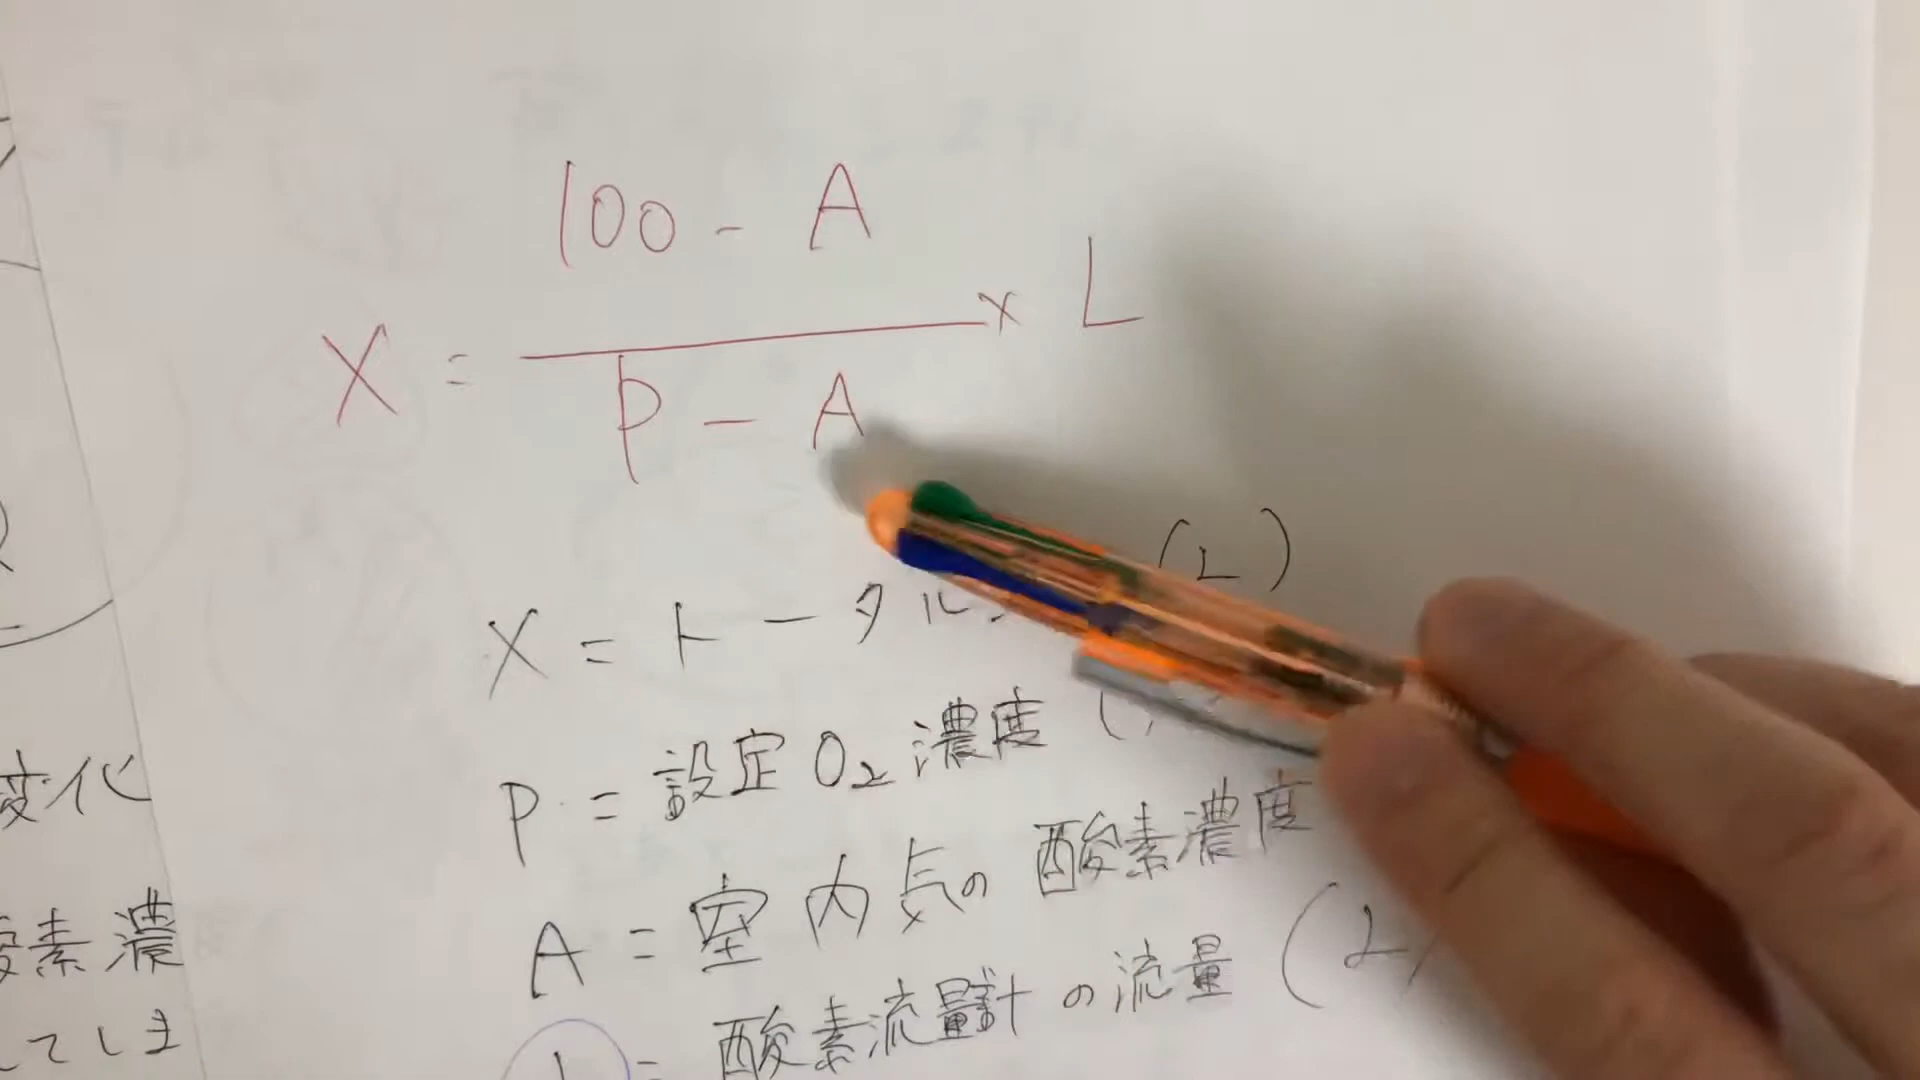 100 - A
X = ――― × L
P - A
X = トータル (L)
P = 設定 O₂ 濃度 (
A = 室内気の 酸素濃度
L = 酸素流量計の流量 (L)
変化
酸素濃
てしま